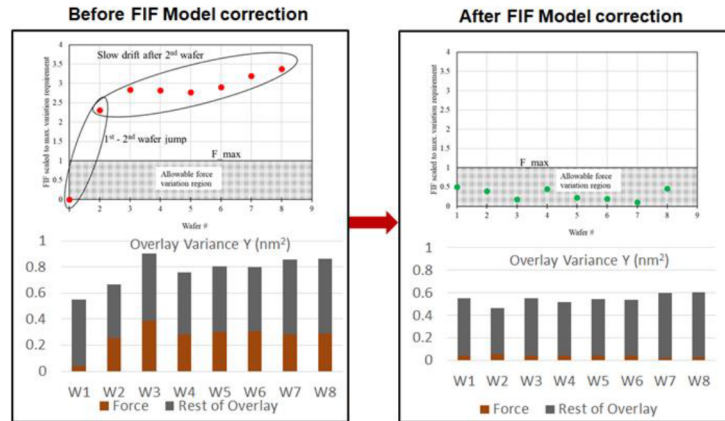 Before FIF Model correction
FIF scaled to max. variation requirement
4
3.5
3
2.5
2
1.5
1
0.5
0
Slow drift after 2nd wafer
1st - 2nd wafer jump
F_max
Allowable force
variation region
1 2 3 4 5 6 7 8 9
Wafer #
Overlay Variance Y (nm²)
1
0.8
0.6
0.4
0.2
0
W1 W2 W3 W4 W5 W6 W7 W8
Force Rest of Overlay
After FIF Model correction
FIF scaled to max. variation requirement
4
3.5
3
2.5
2
1.5
1
0.5
0
F_max
Allowable force
variation region
1 2 3 4 5 6 7 8 9
Wafer #
Overlay Variance Y (nm²)
1
0.8
0.6
0.4
0.2
0
W1 W2 W3 W4 W5 W6 W7 W8
Force Rest of Overlay